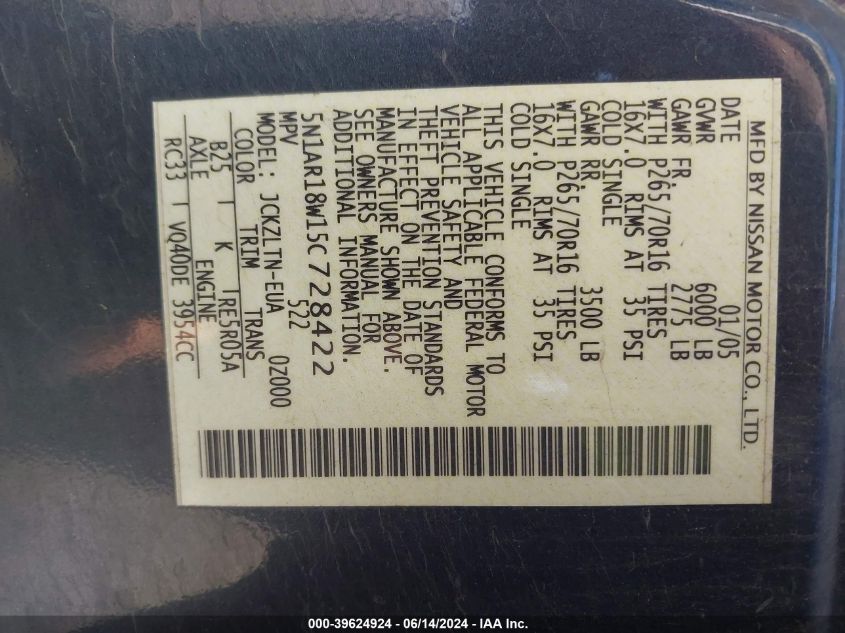 MFD BY NISSAN MOTOR CO., LTD.
DATE 01/05
GVWR 6000 LB
GAWR FR. 2775 LB
WITH P265/70R16 TIRES
16X7.0 RIMS AT 35 PSI
COLD SINGLE
GAWR RR. 3500 LB
WITH P265/70R16 TIRES
16X7.0 RIMS AT 35 PSI
COLD SINGLE
THIS VEHICLE CONFORMS TO
ALL APPLICABLE FEDERAL MOTOR
VEHICLE SAFETY AND
THEFT PREVENTION STANDARDS
IN EFFECT ON THE DATE OF
MANUFACTURE SHOWN ABOVE.
SEE OWNERS MANUAL FOR
ADDITIONAL INFORMATION.
5N1AR18W15C728422
MPV 522
MODEL: JCKZLTN-EUA 0Z000
COLOR TRIM TRANS
B25 K RE5R05A
AXLE ENGINE
RC33 VQ40DE 3954CC
000-39624924 - 06/14/2024 - IAA Inc.